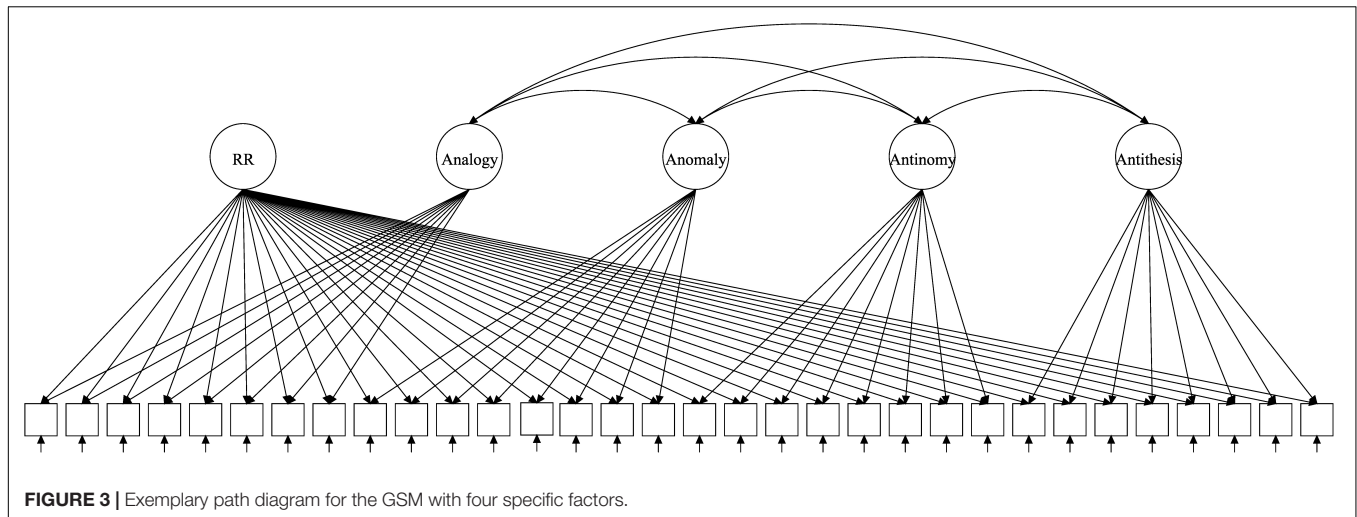 RR
Analogy
Anomaly
Antinomy
Antithesis
FIGURE 3 | Exemplary path diagram for the GSM with four specific factors.